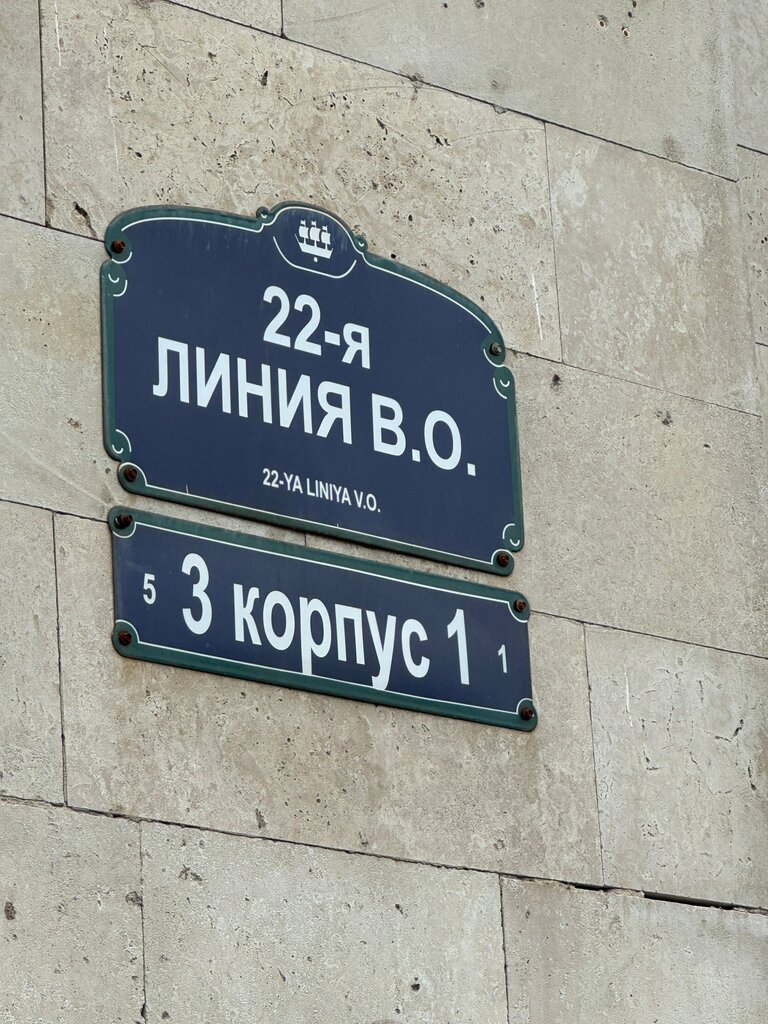 22-я
ЛИНИЯ В.О.
22-YA LINIYA V.O.
5 3 корпус 1 1